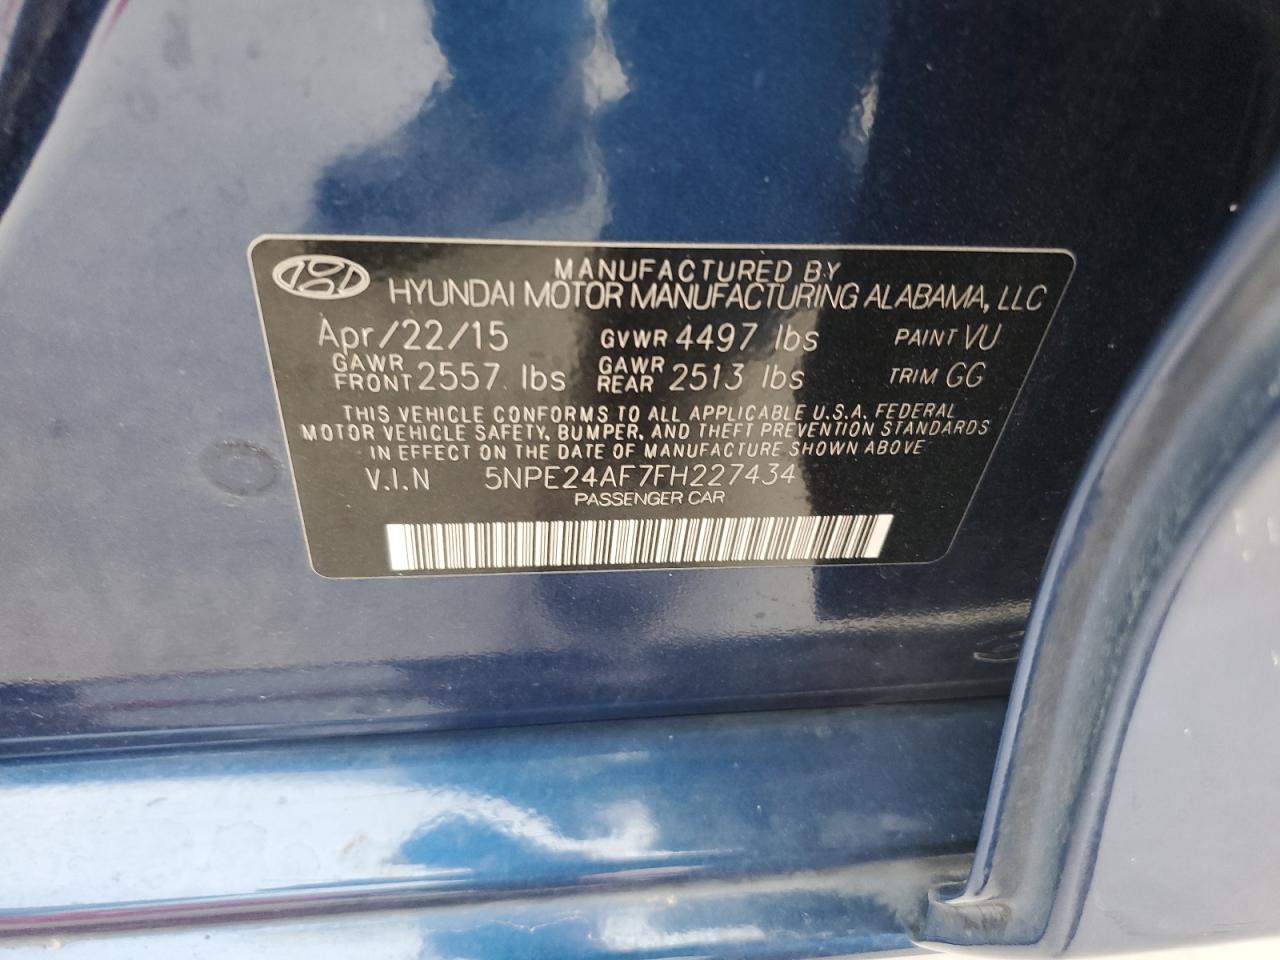 MANUFACTURED BY
HYUNDAI MOTOR MANUFACTURING ALABAMA, LLC
Apr/22/15 GVWR 4497 lbs PAINT VU
GAWR FRONT 2557 lbs GAWR REAR 2513 lbs TRIM GG
THIS VEHICLE CONFORMS TO ALL APPLICABLE U.S.A. FEDERAL
MOTOR VEHICLE SAFETY, BUMPER, AND THEFT PREVENTION STANDARDS
IN EFFECT ON THE DATE OF MANUFACTURE SHOWN ABOVE
V.I.N 5NPE24AF7FH227434
PASSENGER CAR